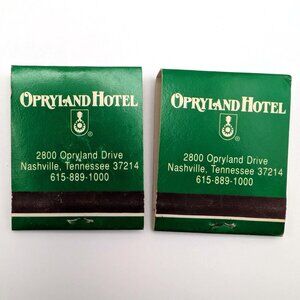 OPRYLAND HOTEL
®
2800 Opryland Drive
Nashville, Tennessee 37214
615-889-1000
OPRYLAND HOTEL
®
2800 Opryland Drive
Nashville, Tennessee 37214
615-889-1000